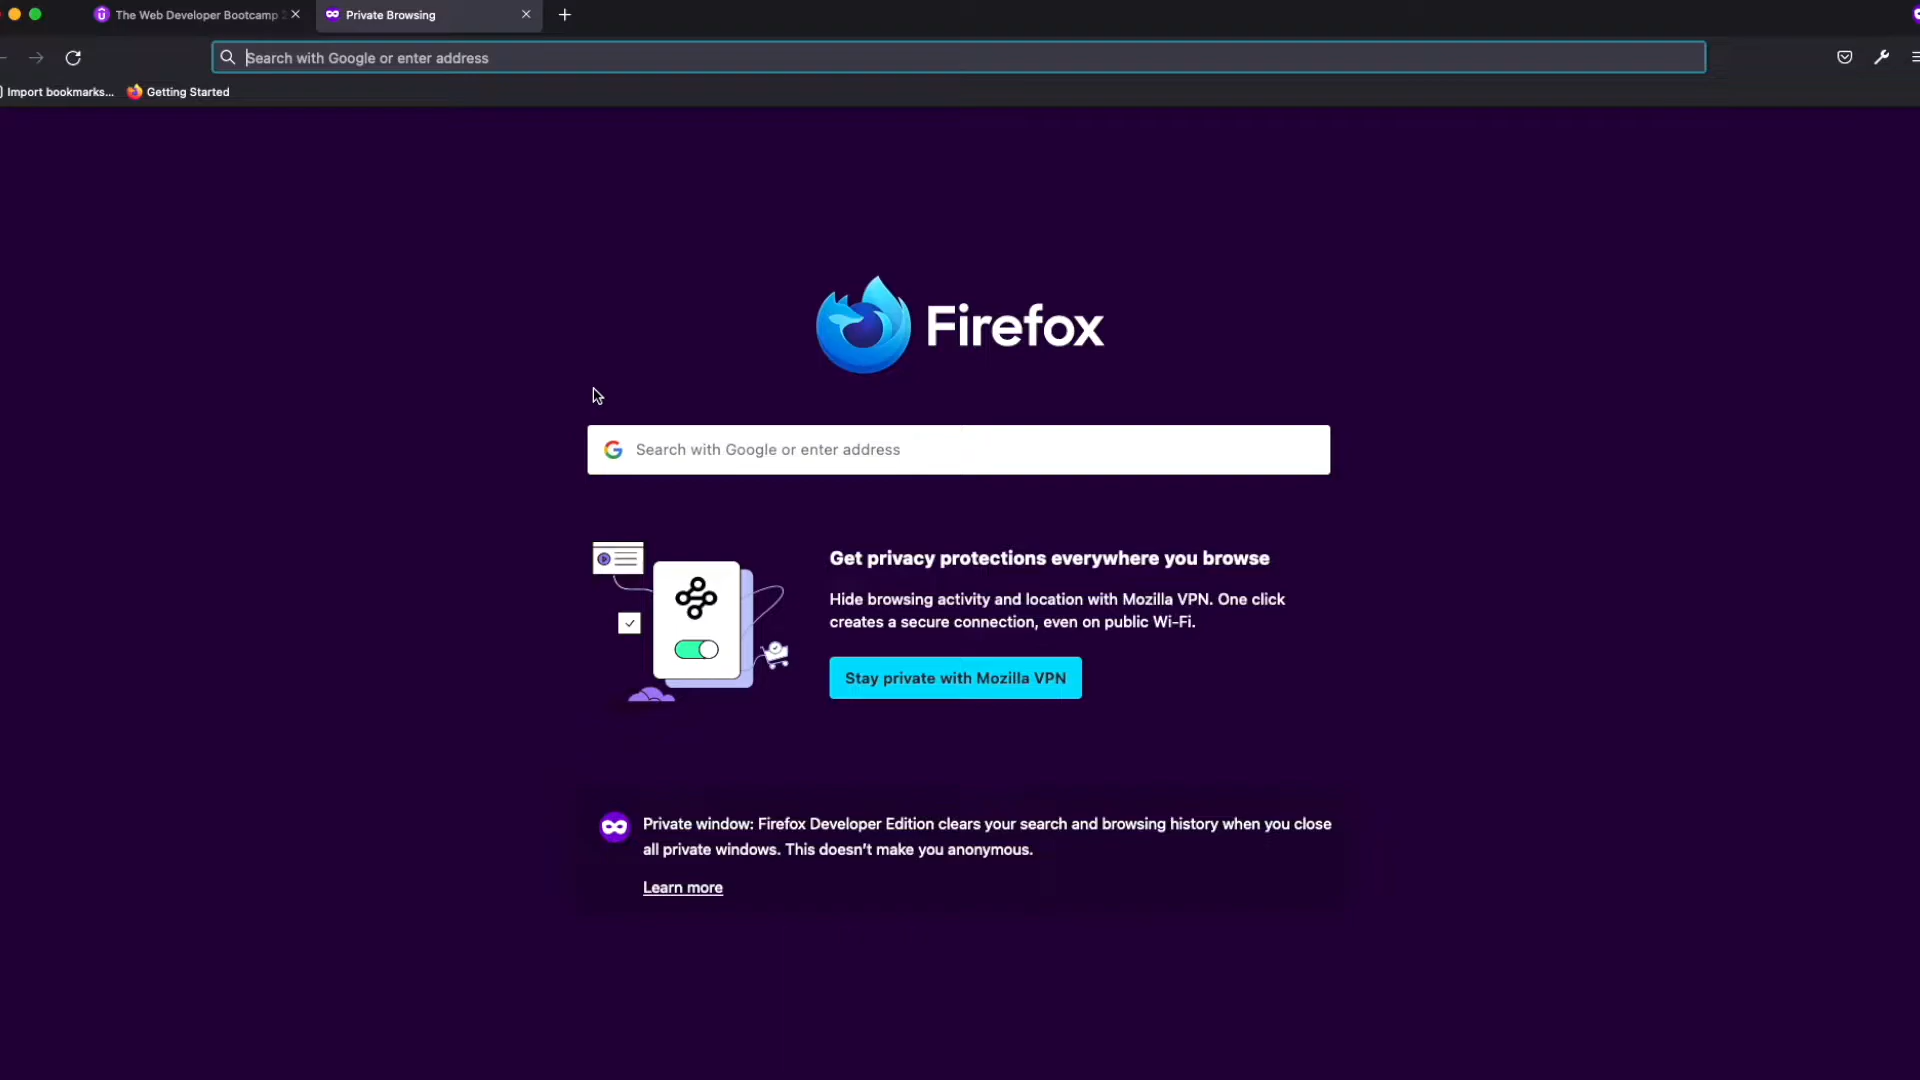 The Web Developer Bootcamp
Private Browsing
Search with Google or enter address
Import bookmarks...
Getting Started
Firefox
Search with Google or enter address
Get privacy protections everywhere you browse
Hide browsing activity and location with Mozilla VPN. One click
creates a secure connection, even on public Wi-Fi.
Stay private with Mozilla VPN
Private window: Firefox Developer Edition clears your search and browsing history when you close
all private windows. This doesn’t make you anonymous.
Learn more